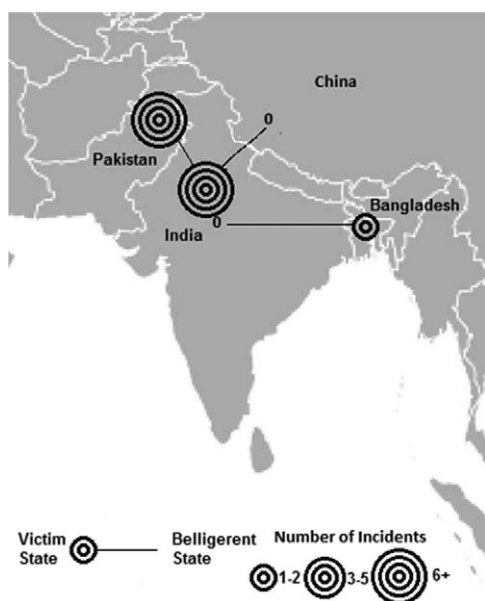 China
0
Pakistan
Bangladesh
0
India
Victim State
Belligerent State
Number of Incidents
1-2
3-5
6+